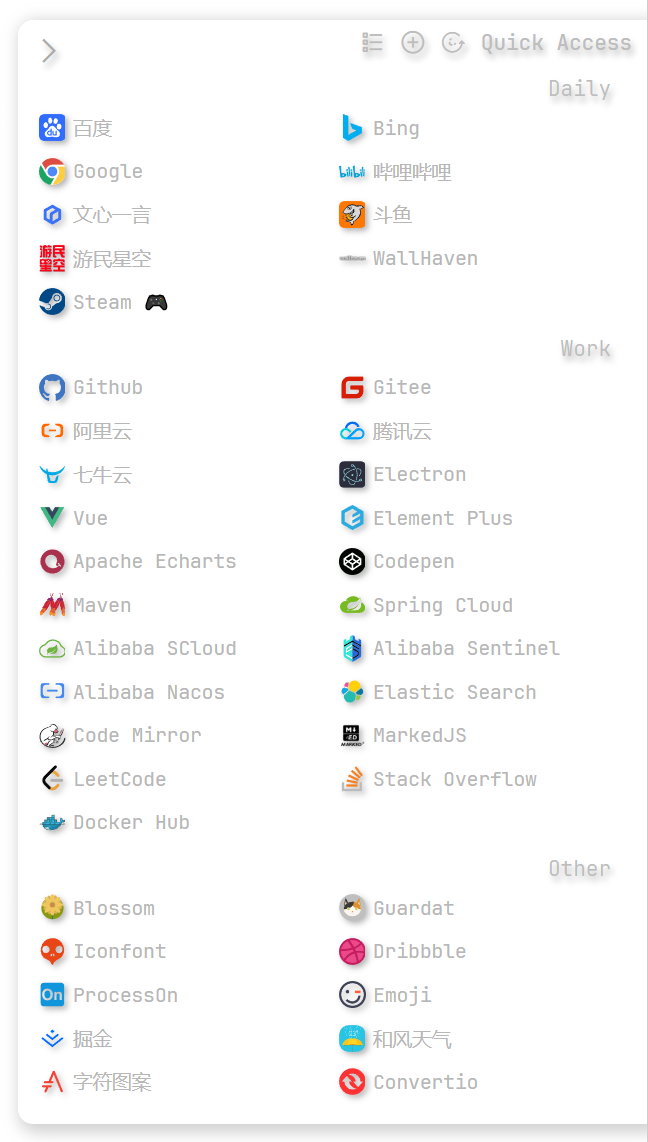 Quick Access
Daily
百度 Bing
Google 哔哩哔哩
文心一言 斗鱼
游民星空 WallHaven
Steam 🎮
Work
Github Gitee
阿里云 腾讯云
七牛云 Electron
Vue Element Plus
Apache Echarts Codepen
Maven Spring Cloud
Alibaba SCloud Alibaba Sentinel
Alibaba Nacos Elastic Search
Code Mirror MarkedJS
LeetCode Stack Overflow
Docker Hub
Other
Blossom Guardat
Iconfont Dribbble
On ProcessOn Emoji
掘金 和风天气
字符图案 Convertio